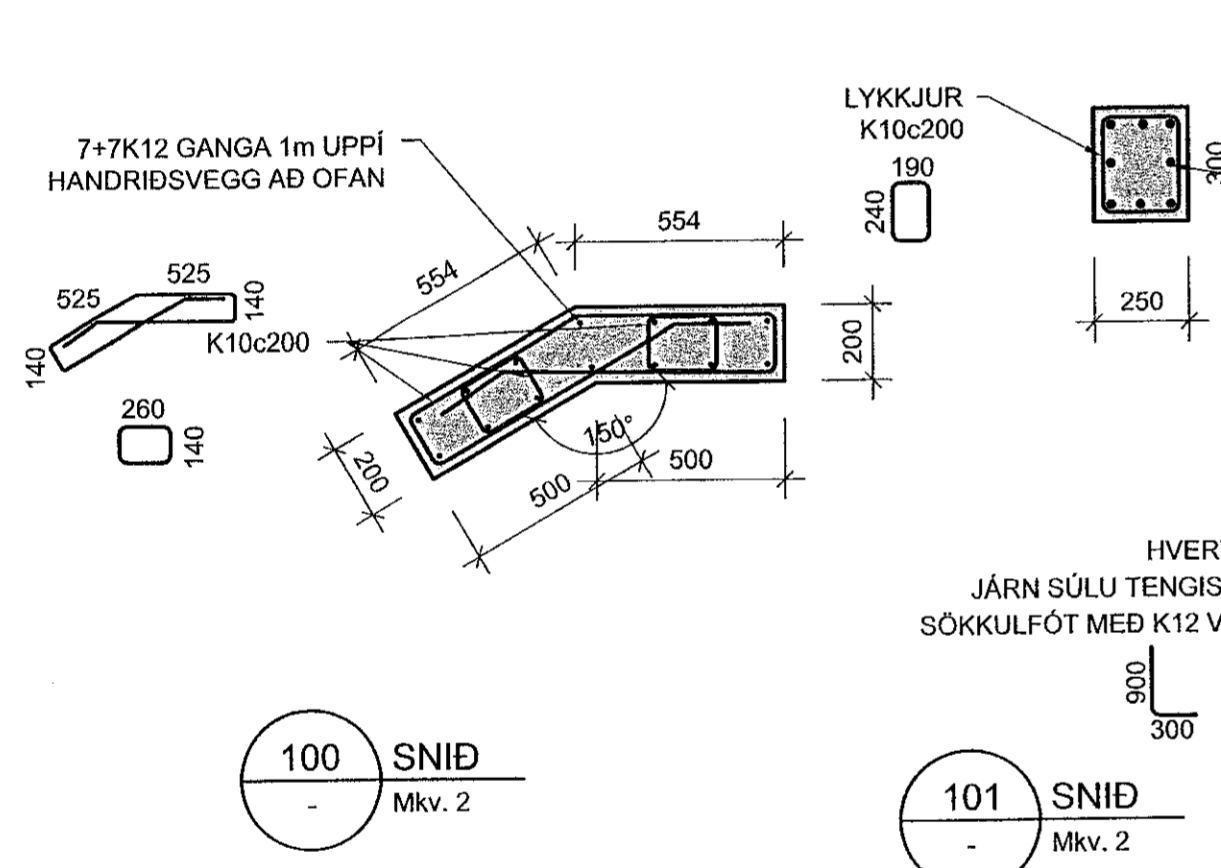 7+7K12 GANGA 1m UPPÍ
HANDRIÐSVEGG AÐ OFAN
525
525
140
140
K10c200
260
140
554
554
200
200
150°
500
500
LYKKJUR
K10c200
190
240
300
250
HVER
JÁRN SÚLU TENGIS
SÖKKULFÓT MEÐ K12 V
900
300
100
SNIÐ
-
Mkv. 2
101
SNIÐ
-
Mkv. 2